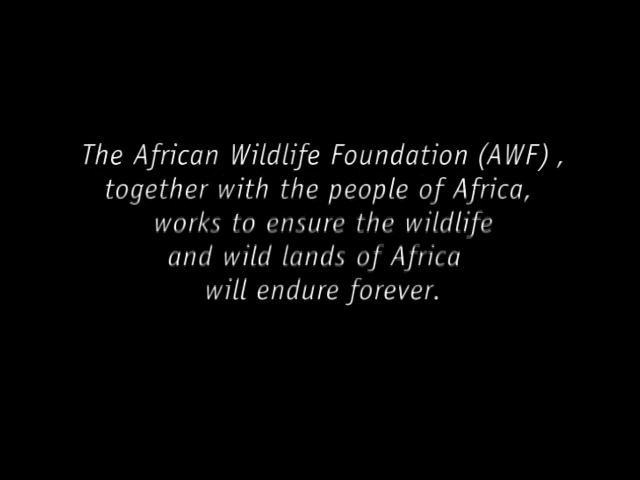 The African Wildlife Foundation (AWF) ,
together with the people of Africa,
works to ensure the wildlife
and wild lands of Africa
will endure forever.